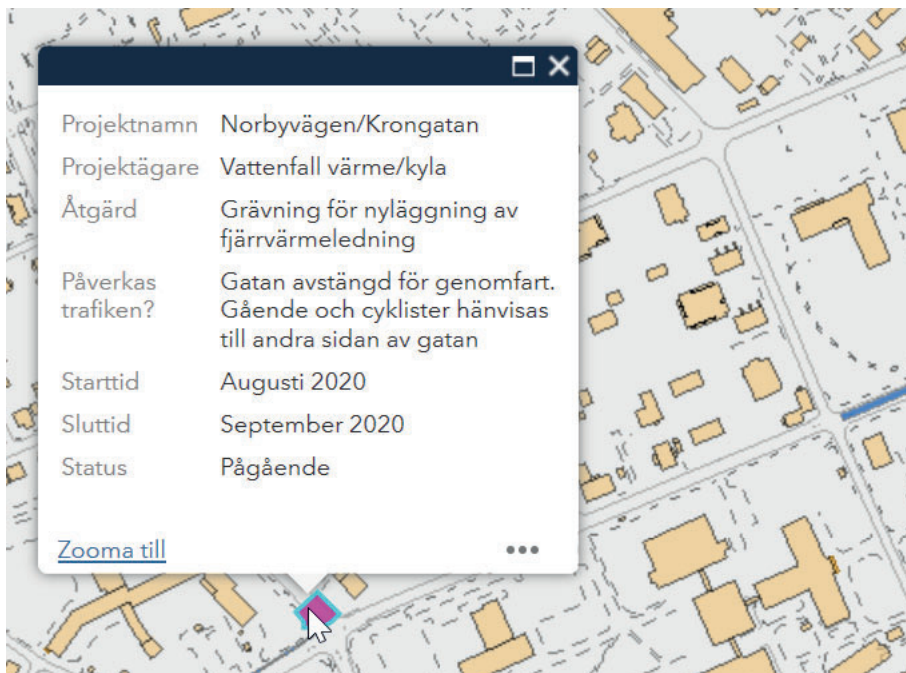 Projektnamn Norbyvägen/Krongatan
Projektägare Vattenfall värme/kyla
Åtgärd Grävning för nyläggning av
fjärrvärmeledning
Påverkas Gatan avstängd för genomfart.
trafiken? Gående och cyklister hänvisas
till andra sidan av gatan
Starttid Augusti 2020
Sluttid September 2020
Status Pågående
Zooma till